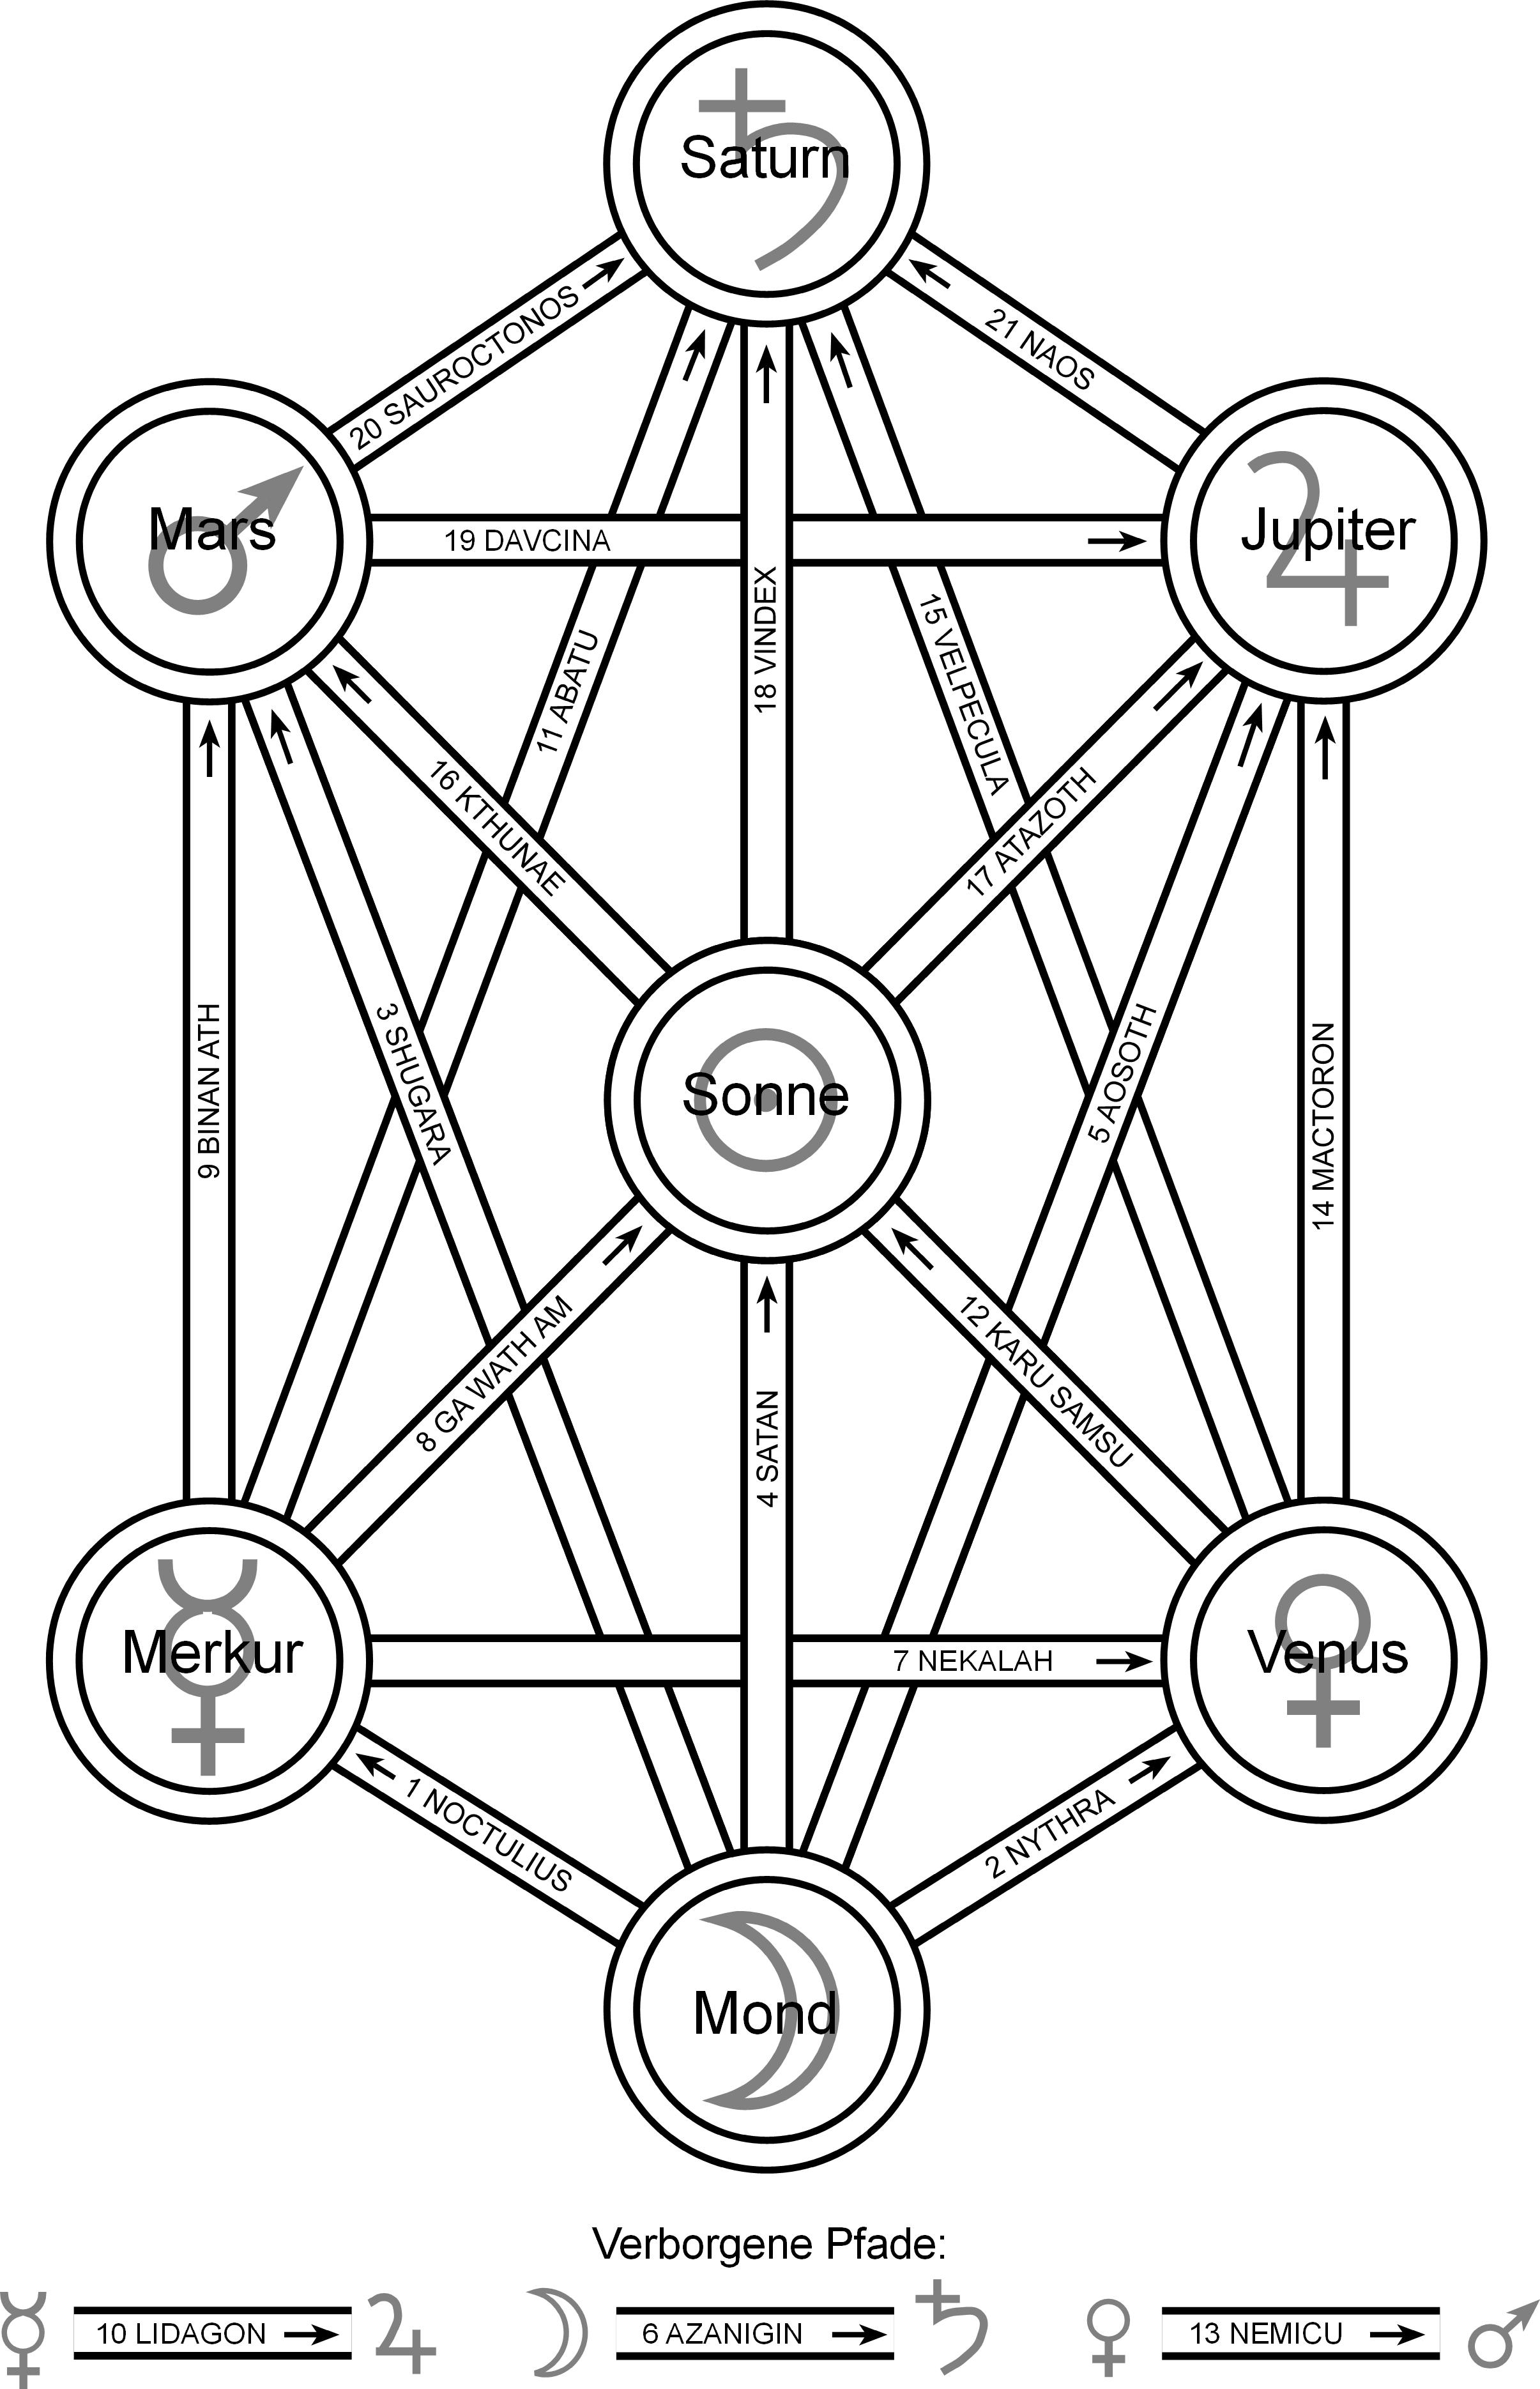 Saturn
20 SAUROCTONOS
21 NAOS
Mars
Jupiter
19 DAVCINA
11 ABATU
18 VINDEX
15 VELPECULA
16 KTHUNAE
17 ATAZOTH
9 BINAN ATH
3 SHUGARA
Sonne
5 AOSOTH
14 MACTORON
8 GA WATH AM
4 SATAN
12 KARU SAMSU
Merkur
7 NEKALAH
Venus
1 NOCTULIUS
2 NYTHRA
Mond
Verborgene Pfade:
10 LIDAGON
6 AZANIGIN
13 NEMICU